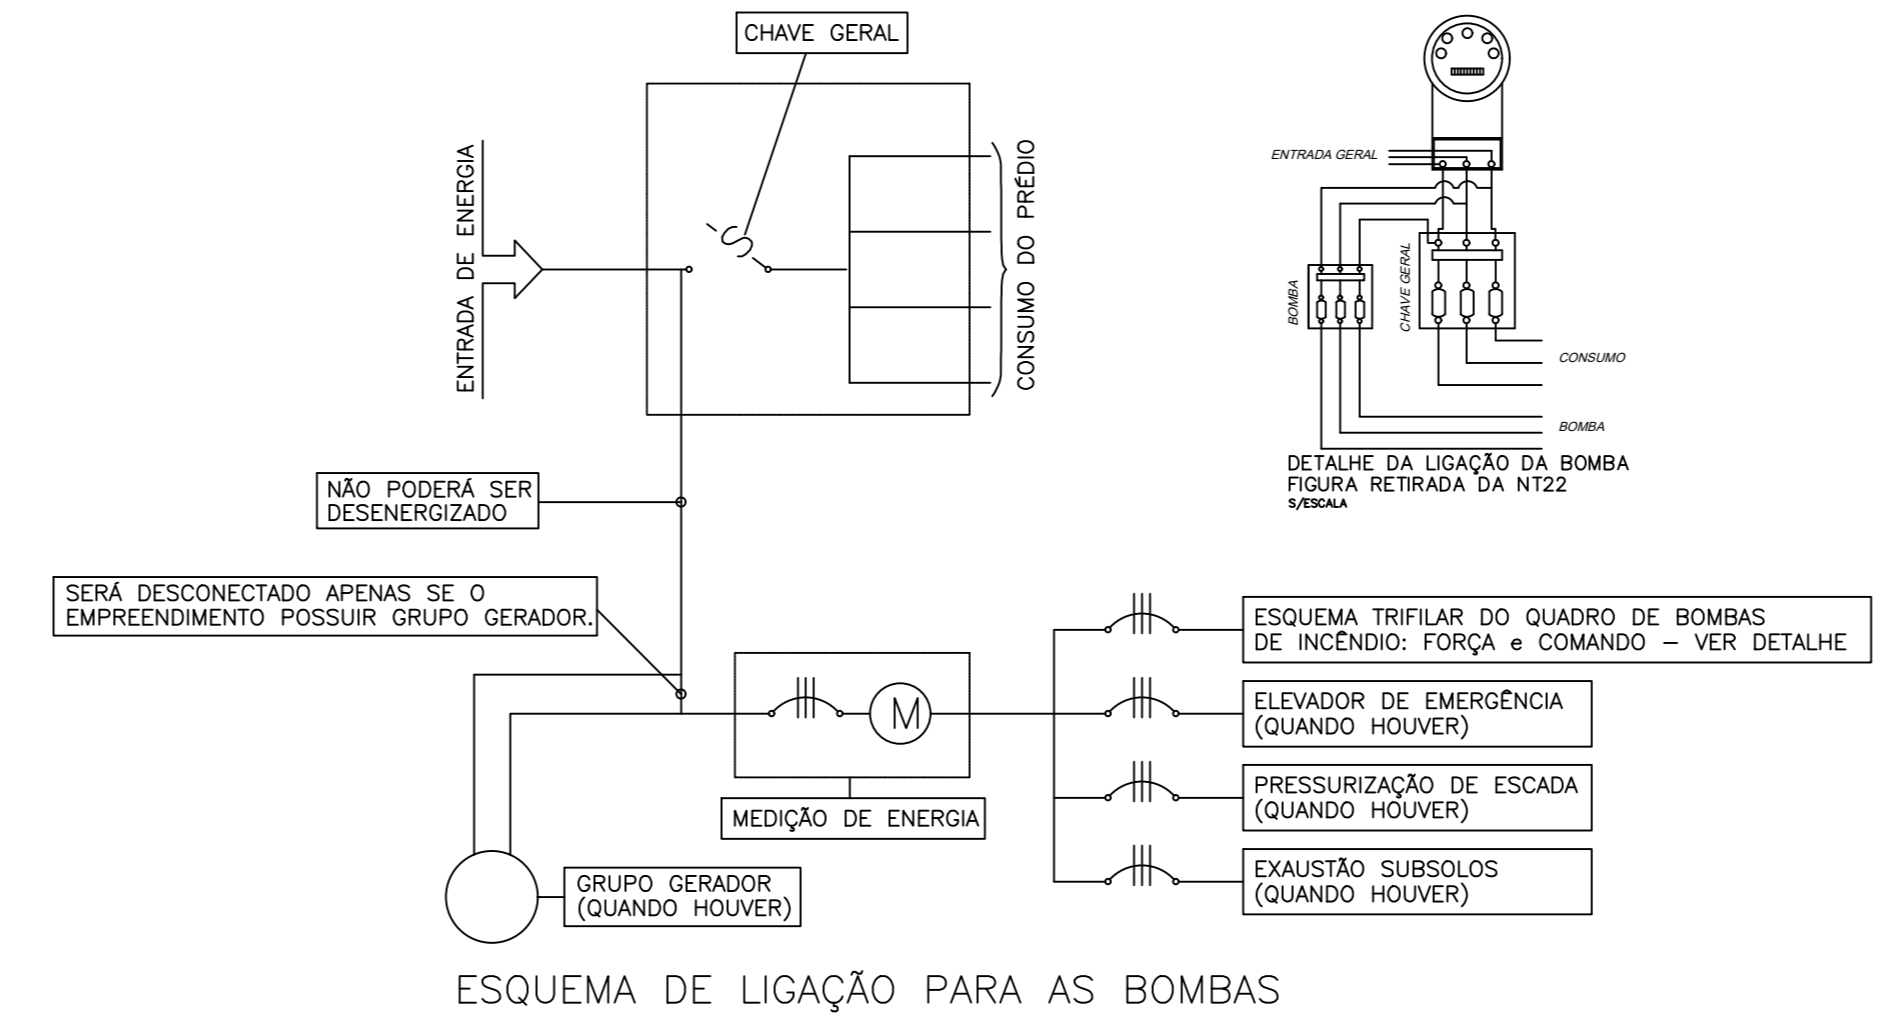 CHAVE GERAL
ENTRADA DE ENERGIA
CONSUMO DO PRÉDIO
ENTRADA GERAL
BOMBA
CHAVE GERAL
CONSUMO
BOMBA
DETALHE DA LIGAÇÃO DA BOMBA
FIGURA RETIRADA DA NT22
S/ESCALA
NÃO PODERÁ SER
DESENERGIZADO
SERÁ DESCONECTADO APENAS SE O
EMPREENDIMENTO POSSUIR GRUPO GERADOR.
M
MEDIÇÃO DE ENERGIA
ESQUEMA TRIFILAR DO QUADRO DE BOMBAS
DE INCÊNDIO: FORÇA e COMANDO – VER DETALHE
ELEVADOR DE EMERGÊNCIA
(QUANDO HOUVER)
PRESSURIZAÇÃO DE ESCADA
(QUANDO HOUVER)
EXAUSTÃO SUBSOLOS
(QUANDO HOUVER)
GRUPO GERADOR
(QUANDO HOUVER)
ESQUEMA DE LIGAÇÃO PARA AS BOMBAS